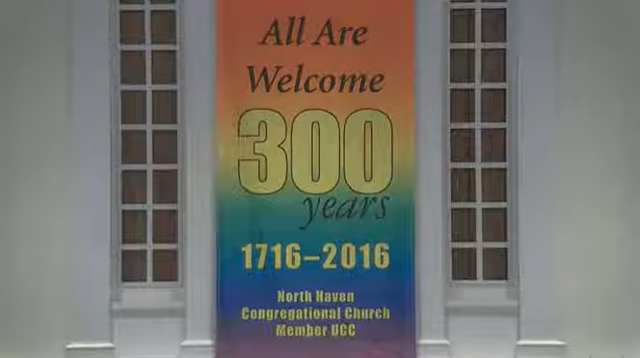 All Are
Welcome
300
years
1716–2016
North Haven
Congregational Church
Member UCC